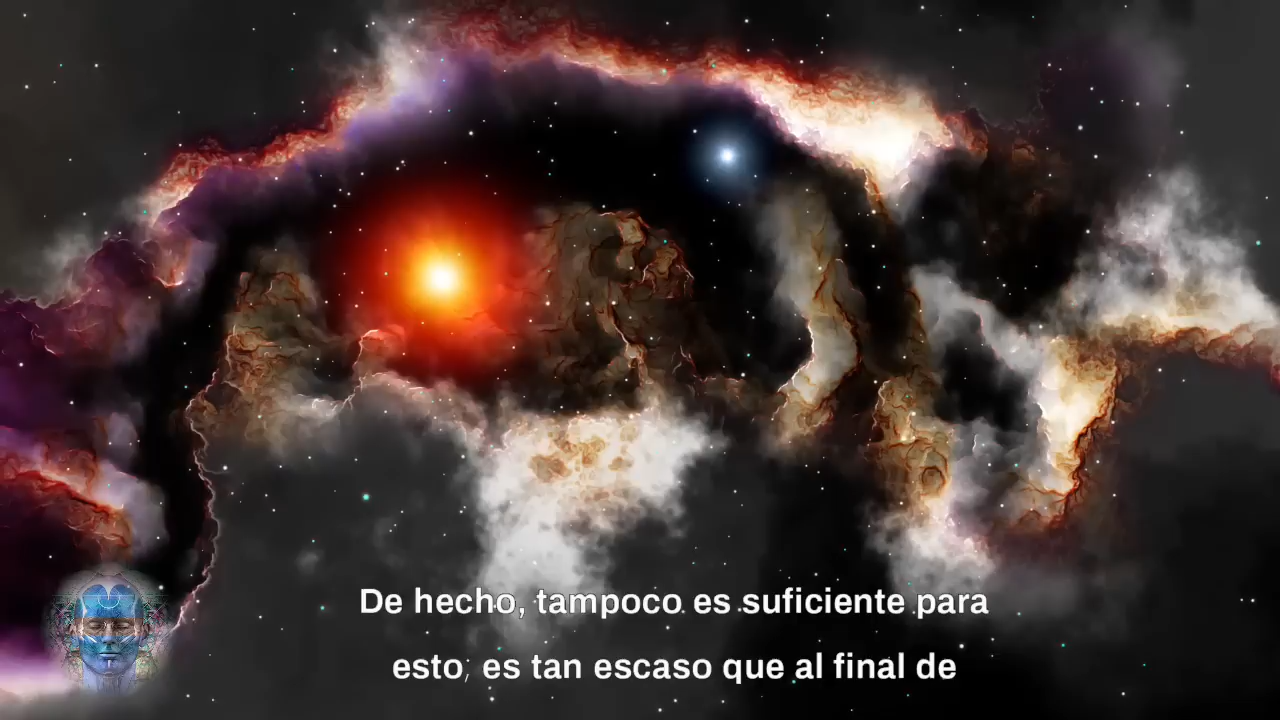 De hecho, tampoco es suficiente para
esto, es tan escaso que al final de